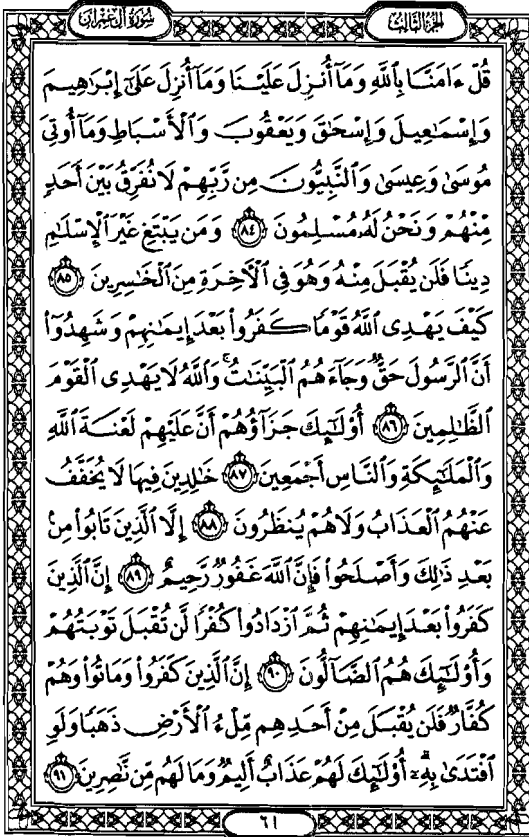 سُورَةُ آلِ عِمْرَانَ
الجُزْءُ الثَّالِثُ
قُلْ ءَامَنَّا بِٱللَّهِ وَمَآ أُنزِلَ عَلَيْنَا وَمَآ أُنزِلَ عَلَىٰٓ إِبْرَٰهِيمَ
وَإِسْمَٰعِيلَ وَإِسْحَٰقَ وَيَعْقُوبَ وَٱلْأَسْبَاطِ وَمَآ أُوتِىَ
مُوسَىٰ وَعِيسَىٰ وَٱلنَّبِيُّونَ مِن رَّبِّهِمْ لَا نُفَرِّقُ بَيْنَ أَحَدٍ
مِّنْهُمْ وَنَحْنُ لَهُۥ مُسْلِمُونَ ٨٤ وَمَن يَبْتَغِ غَيْرَ ٱلْإِسْلَٰمِ
دِينًا فَلَن يُقْبَلَ مِنْهُ وَهُوَ فِى ٱلْءَاخِرَةِ مِنَ ٱلْخَٰسِرِينَ ٨٥
كَيْفَ يَهْدِى ٱللَّهُ قَوْمًا كَفَرُوا۟ بَعْدَ إِيمَٰنِهِمْ وَشَهِدُوٓا۟
أَنَّ ٱلرَّسُولَ حَقٌّ وَجَآءَهُمُ ٱلْبَيِّنَٰتُ ۚ وَٱللَّهُ لَا يَهْدِى ٱلْقَوْمَ
ٱلظَّٰلِمِينَ ٨٦ أُو۟لَٰٓئِكَ جَزَآؤُهُمْ أَنَّ عَلَيْهِمْ لَعْنَةَ ٱللَّهِ
وَٱلْمَلَٰٓئِكَةِ وَٱلنَّاسِ أَجْمَعِينَ ٨٧ خَٰلِدِينَ فِيهَا لَا يُخَفَّفُ
عَنْهُمُ ٱلْعَذَابُ وَلَا هُمْ يُنظَرُونَ ٨٨ إِلَّا ٱلَّذِينَ تَابُوا۟ مِنۢ
بَعْدِ ذَٰلِكَ وَأَصْلَحُوا۟ فَإِنَّ ٱللَّهَ غَفُورٌ رَّحِيمٌ ٨٩ إِنَّ ٱلَّذِينَ
كَفَرُوا۟ بَعْدَ إِيمَٰنِهِمْ ثُمَّ ٱزْدَادُوا۟ كُفْرًا لَّن تُقْبَلَ تَوْبَتُهُمْ
وَأُو۟لَٰٓئِكَ هُمُ ٱلضَّآلُّونَ ٩٠ إِنَّ ٱلَّذِينَ كَفَرُوا۟ وَمَاتُوا۟ وَهُمْ
كُفَّارٌ فَلَن يُقْبَلَ مِنْ أَحَدِهِم مِّلْءُ ٱلْأَرْضِ ذَهَبًا وَلَوِ
ٱفْتَدَىٰ بِهِۦٓ ۗ أُو۟لَٰٓئِكَ لَهُمْ عَذَابٌ أَلِيمٌ وَمَا لَهُم مِّن نَّٰصِرِينَ ٩١
٦١